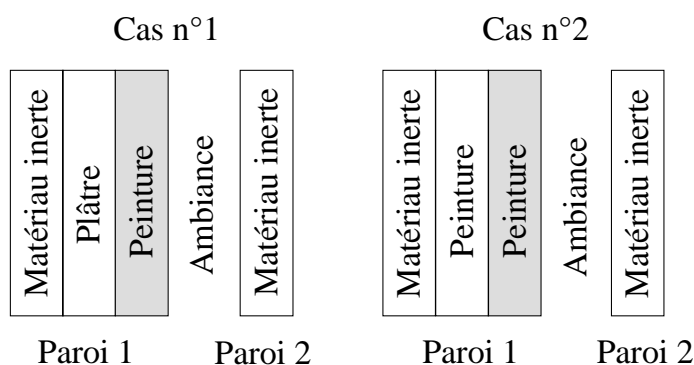 Cas n°1
Cas n°2
Matériau inerte
Plâtre
Peinture
Ambiance
Matériau inerte
Matériau inerte
Peinture
Peinture
Ambiance
Matériau inerte
Paroi 1
Paroi 2
Paroi 1
Paroi 2